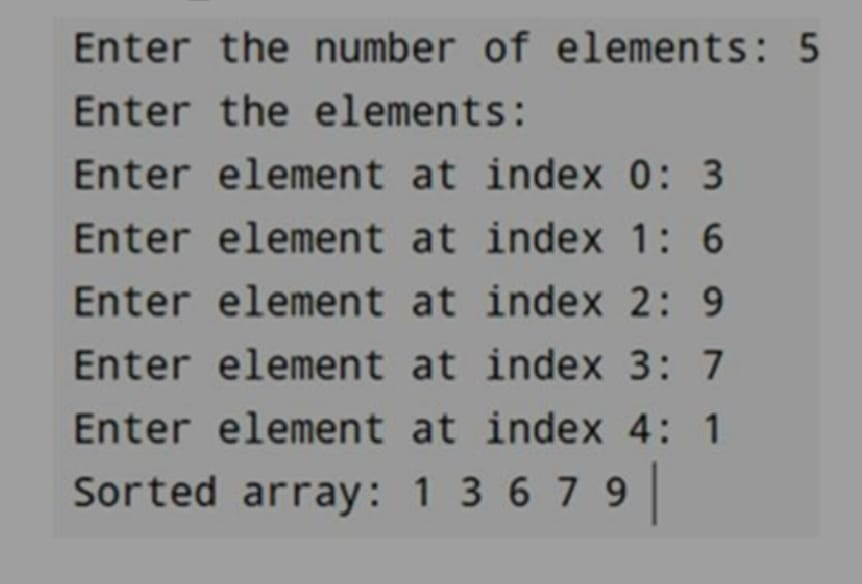 Enter the number of elements: 5
Enter the elements:
Enter element at index 0: 3
Enter element at index 1: 6
Enter element at index 2: 9
Enter element at index 3: 7
Enter element at index 4: 1
Sorted array: 1 3 6 7 9